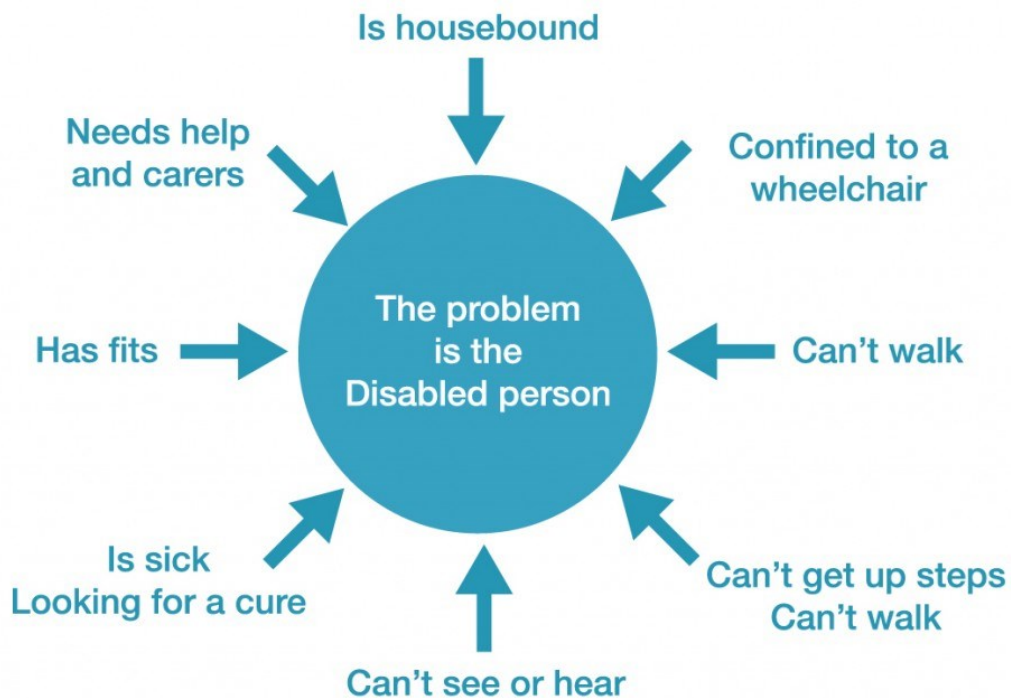 Is housebound
Needs help
and carers
Confined to a
wheelchair
The problem
is the
Disabled person
Has fits
Can't walk
Is sick
Looking for a cure
Can't get up steps
Can't walk
Can't see or hear